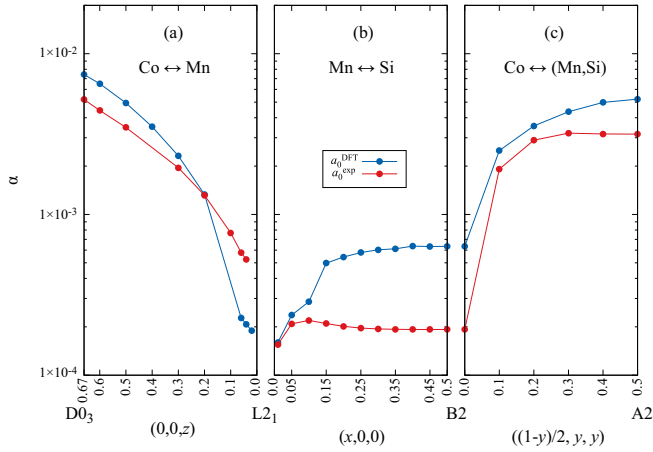 (a) (b) (c)
Co ↔ Mn Mn ↔ Si Co ↔ (Mn,Si)
a₀ᴰᶠᵀ
a₀ᵉˣᵖ
α
1×10⁻²
1×10⁻³
1×10⁻⁴
0.67 0.6 0.5 0.4 0.3 0.2 0.1 0.0 0.05 0.15 0.25 0.35 0.45 0.5 0.0 0.1 0.2 0.3 0.4 0.5
D0₃ L2₁ B2 A2
(0,0,z) (x,0,0) ((1-y)/2, y, y)